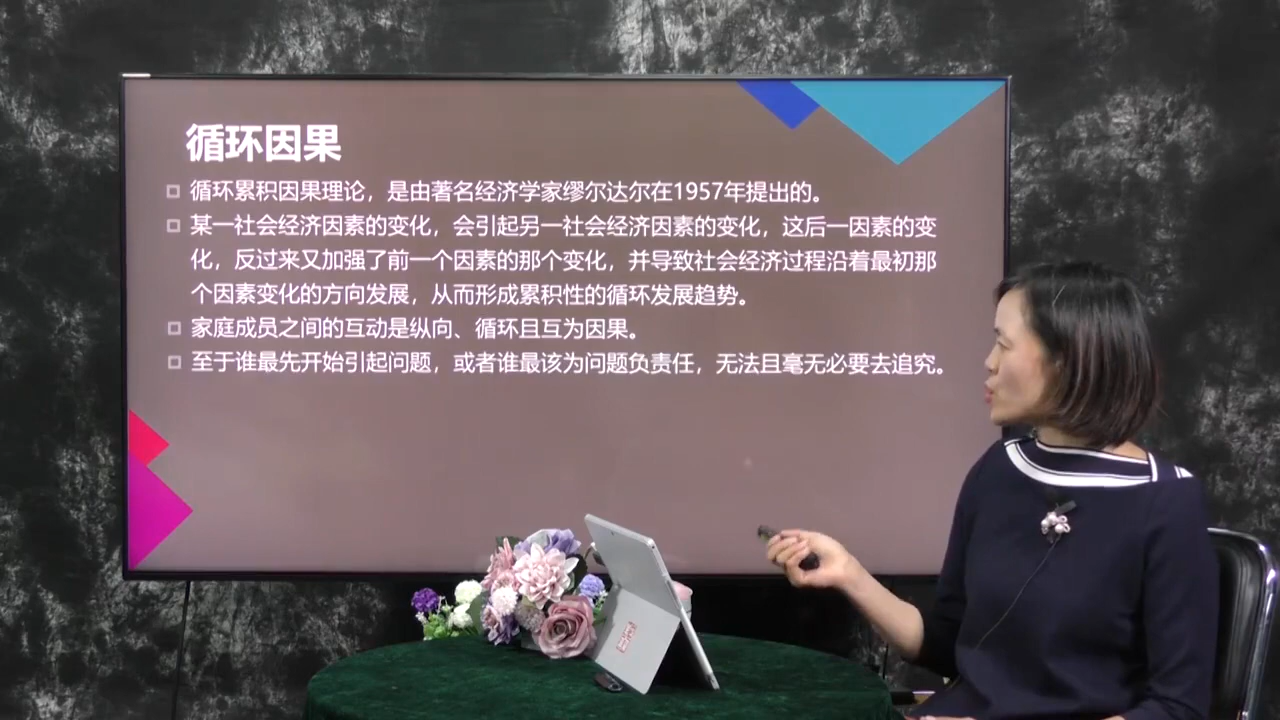 循环因果
循环累积因果理论，是由著名经济学家缪尔达尔在1957年提出的。
某一社会经济因素的变化，会引起另一社会经济因素的变化，这后一因素的变
化，反过来又加强了前一个因素的那个变化，并导致社会经济过程沿着最初那
个因素变化的方向发展，从而形成累积性的循环发展趋势。
家庭成员之间的互动是纵向、循环且互为因果。
至于谁最先开始引起问题，或者谁最该为问题负责任，无法且毫无必要去追究。